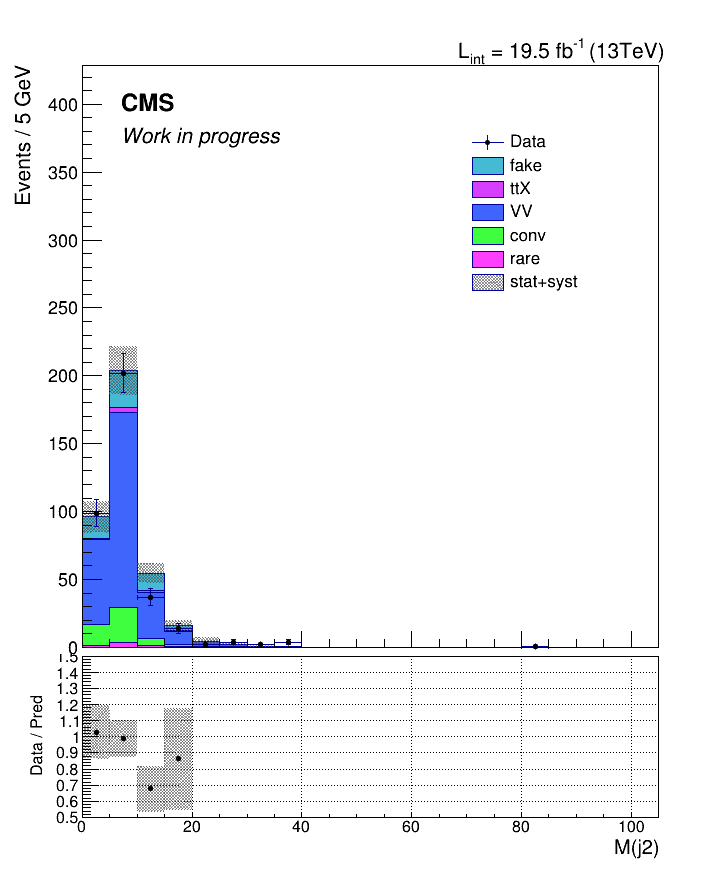 L_int = 19.5 fb^-1 (13TeV)
Events / 5 GeV
CMS
Work in progress
400
350
300
250
200
150
100
50
0
Data
fake
ttX
VV
conv
rare
stat+syst
Data / Pred
1.5
1.4
1.3
1.2
1.1
1
0.9
0.8
0.7
0.6
0.5
0 20 40 60 80 100
M(j2)